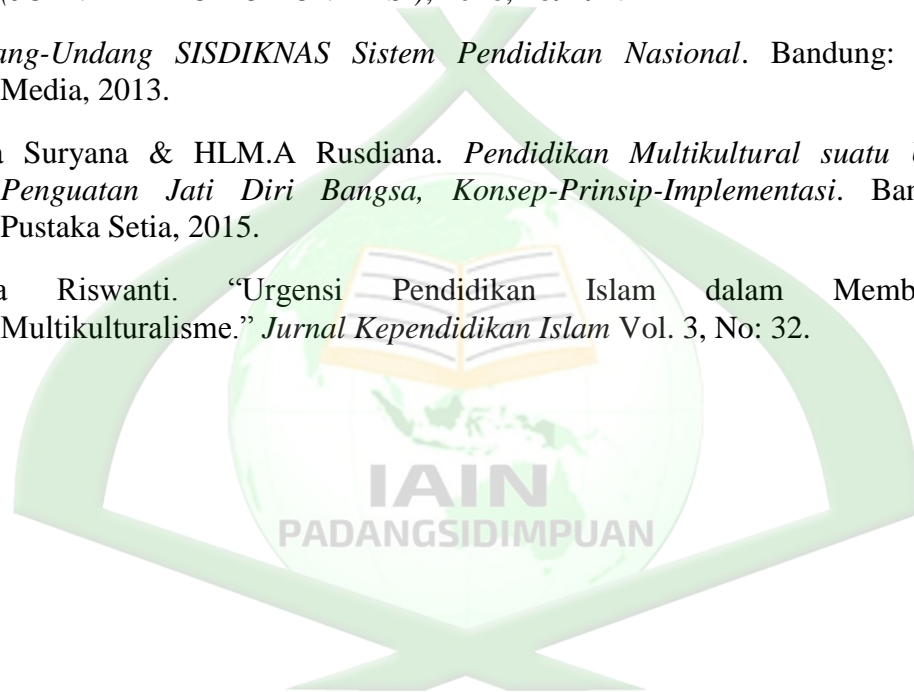 ang-Undang SISDIKNAS Sistem Pendidikan Nasional. Bandung:
Media, 2013.
a Suryana & HLM.A Rusdiana. Pendidikan Multikultural suatu
Penguatan Jati Diri Bangsa, Konsep-Prinsip-Implementasi. Ban
Pustaka Setia, 2015.
a Riswanti. “Urgensi Pendidikan Islam dalam Memb
Multikulturalisme.” Jurnal Kependidikan Islam Vol. 3, No: 32.
IAIN
PADANGSIDIMPUAN